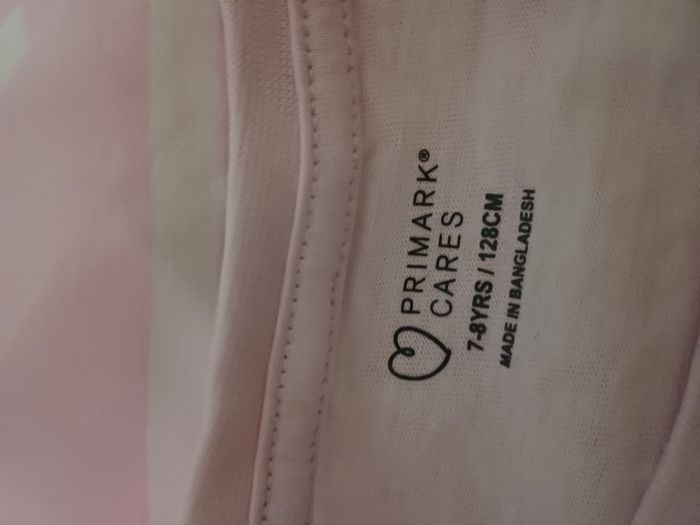 PRIMARK®
CARES
7-8YRS / 128CM
MADE IN BANGLADESH